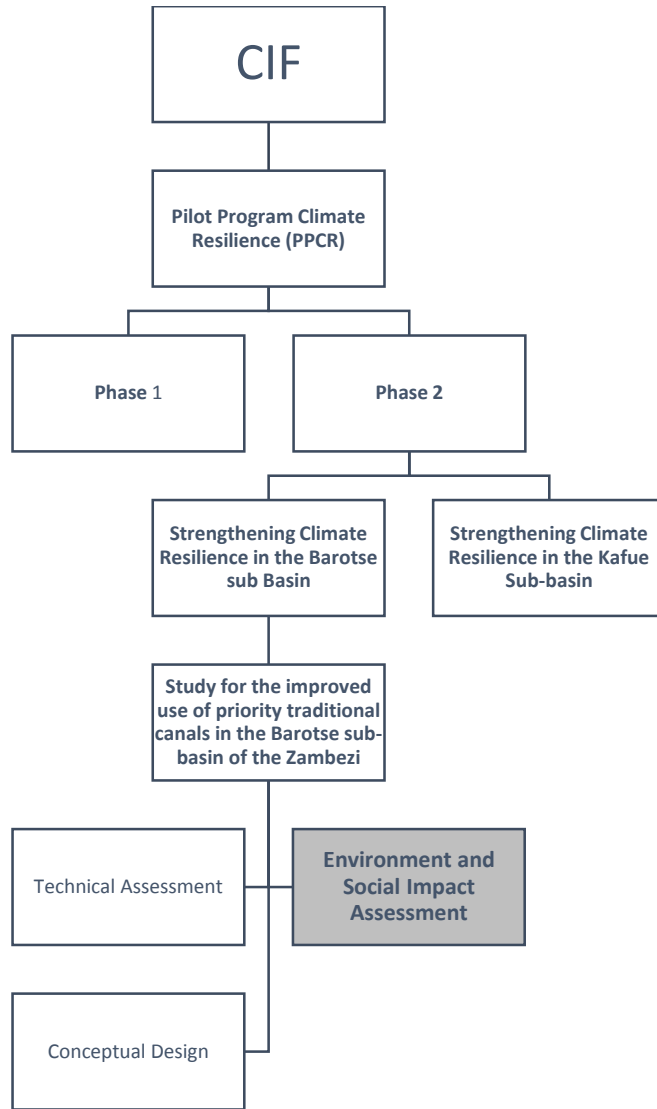 CIF
Pilot Program Climate
Resilience (PPCR)
Phase 1
Phase 2
Strengthening Climate
Resilience in the Barotse
sub Basin
Strengthening Climate
Resilience in the Kafue
Sub-basin
Study for the improved
use of priority traditional
canals in the Barotse sub-
basin of the Zambezi
Technical Assessment
Environment and
Social Impact
Assessment
Conceptual Design